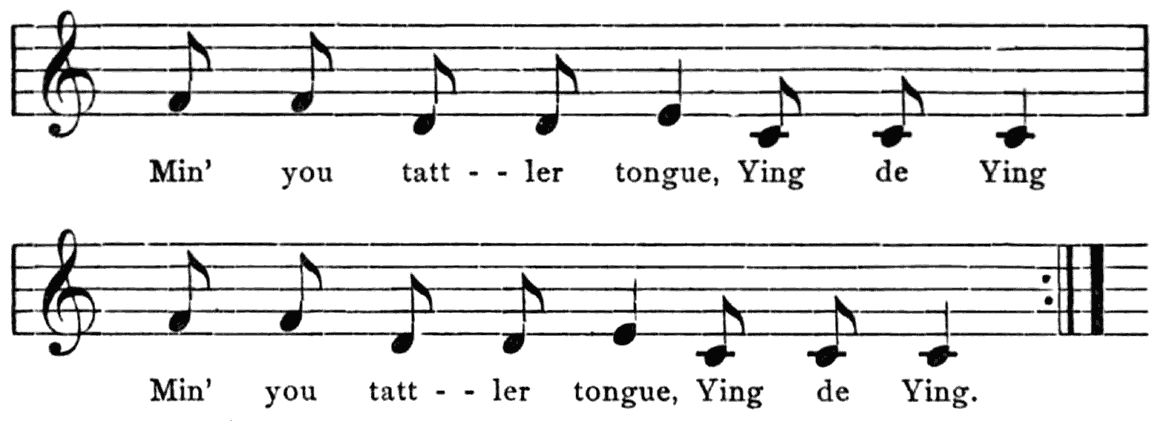 Min' you tatt - - ler tongue, Ying de Ying
Min' you tatt - - ler tongue, Ying de Ying.